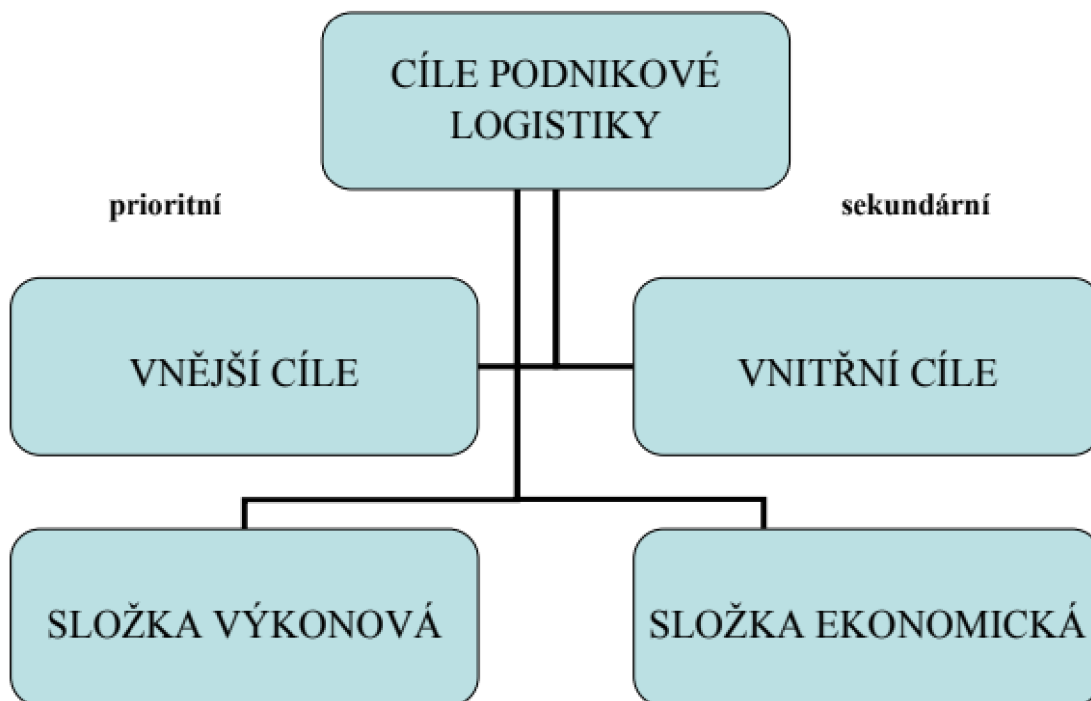 CÍLE PODNIKOVÉ
LOGISTIKY
prioritní
sekundární
VNĚJŠÍ CÍLE
VNITŘNÍ CÍLE
SLOŽKA VÝKONOVÁ
SLOŽKA EKONOMICKÁ